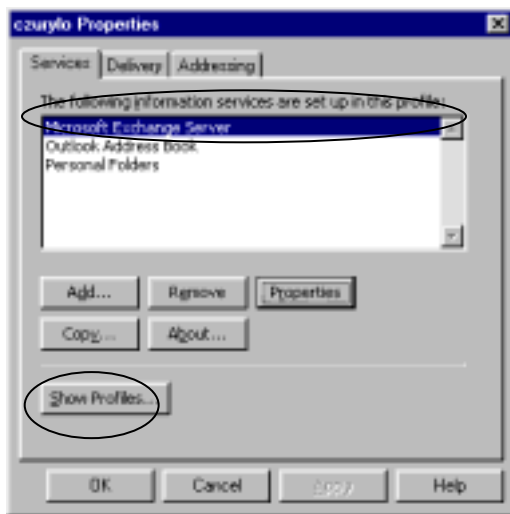 czurylo Properties
Services Delivery Addressing
The following information services are set up in this profile:
Microsoft Exchange Server
Outlook Address Book
Personal Folders
Add... Remove Properties
Copy... About...
Show Profiles...
OK Cancel Apply Help